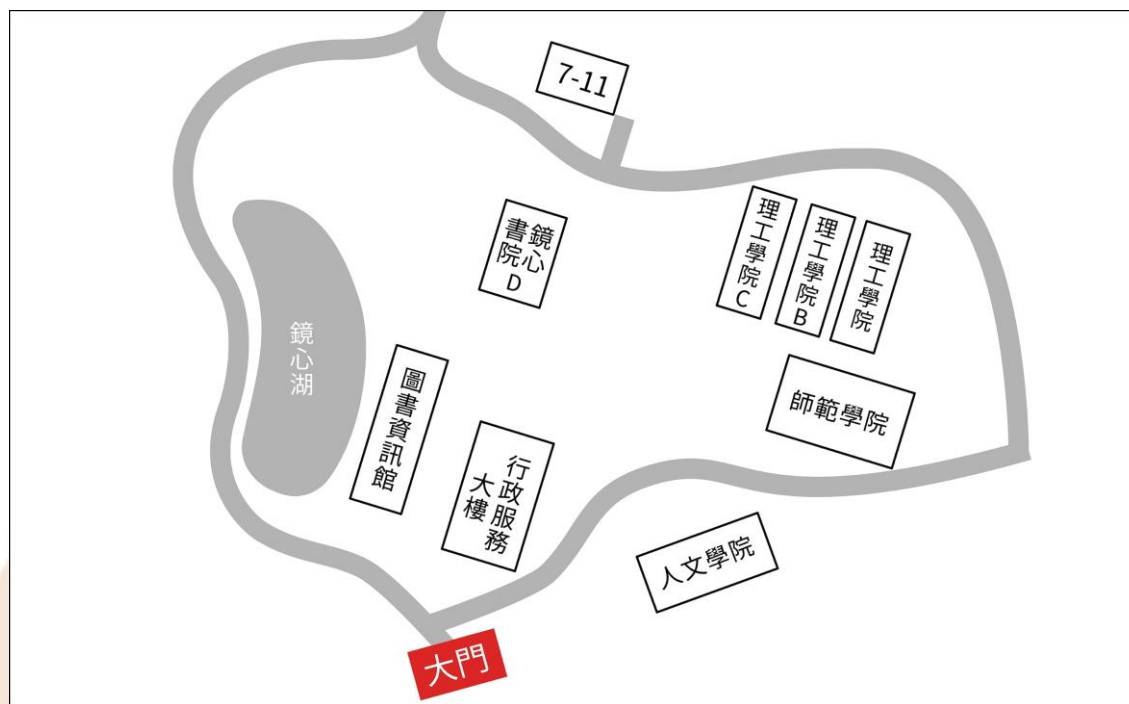 7-11
鏡心
書院D
理工學院C
理工學院B
理工學院
鏡心湖
圖書資訊館
師範學院
行政服務
大樓
人文學院
大門